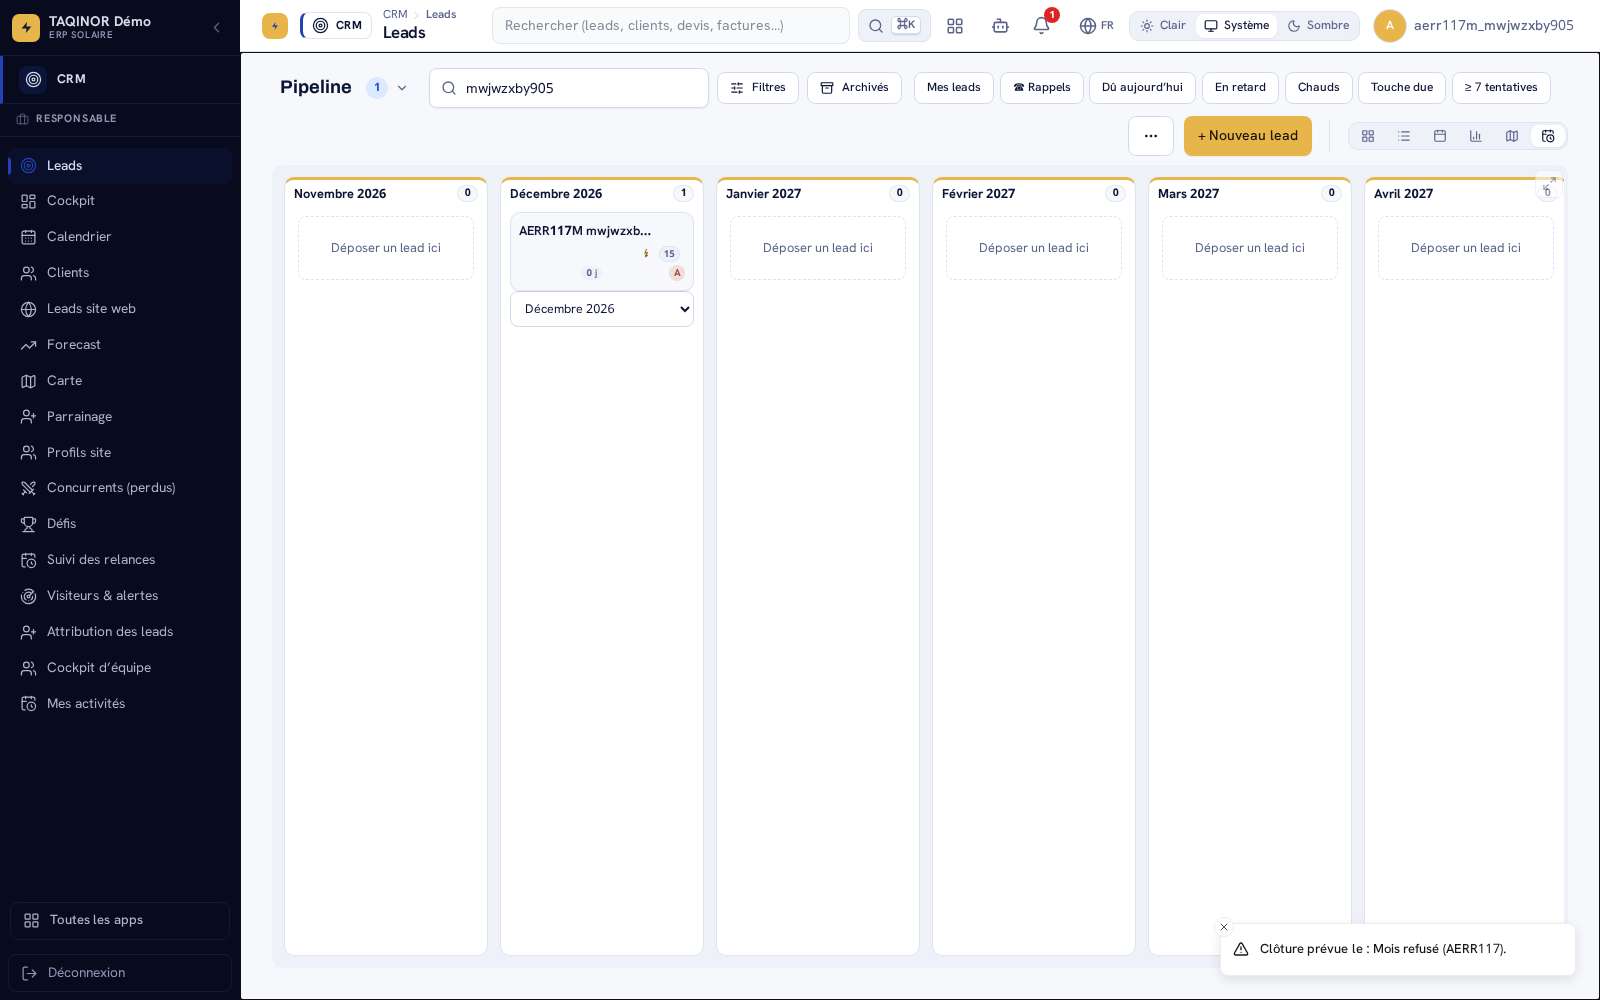 TAQINOR Démo
ERP SOLAIRE
CRM
RESPONSABLE
Leads
Cockpit
Calendrier
Clients
Leads site web
Forecast
Carte
Parrainage
Profils site
Concurrents (perdus)
Défis
Suivi des relances
Visiteurs & alertes
Attribution des leads
Cockpit d’équipe
Mes activités
Toutes les apps
Déconnexion
CRM
CRM > Leads
Leads
Rechercher (leads, clients, devis, factures…)
⌘K
1
FR
Clair
Système
Sombre
A
aerr117m_mwjwzxby905
Pipeline 1
mwjwzxby905
Filtres
Archivés
Mes leads
☎ Rappels
Dû aujourd’hui
En retard
Chauds
Touche due
≥ 7 tentatives
+ Nouveau lead
Novembre 2026 0
Déposer un lead ici
Décembre 2026 1
AERR117M mwjwzxb…
15
0 j
A
Décembre 2026
Janvier 2027 0
Déposer un lead ici
Février 2027 0
Déposer un lead ici
Mars 2027 0
Déposer un lead ici
Avril 2027 0
Déposer un lead ici
Clôture prévue le : Mois refusé (AERR117).